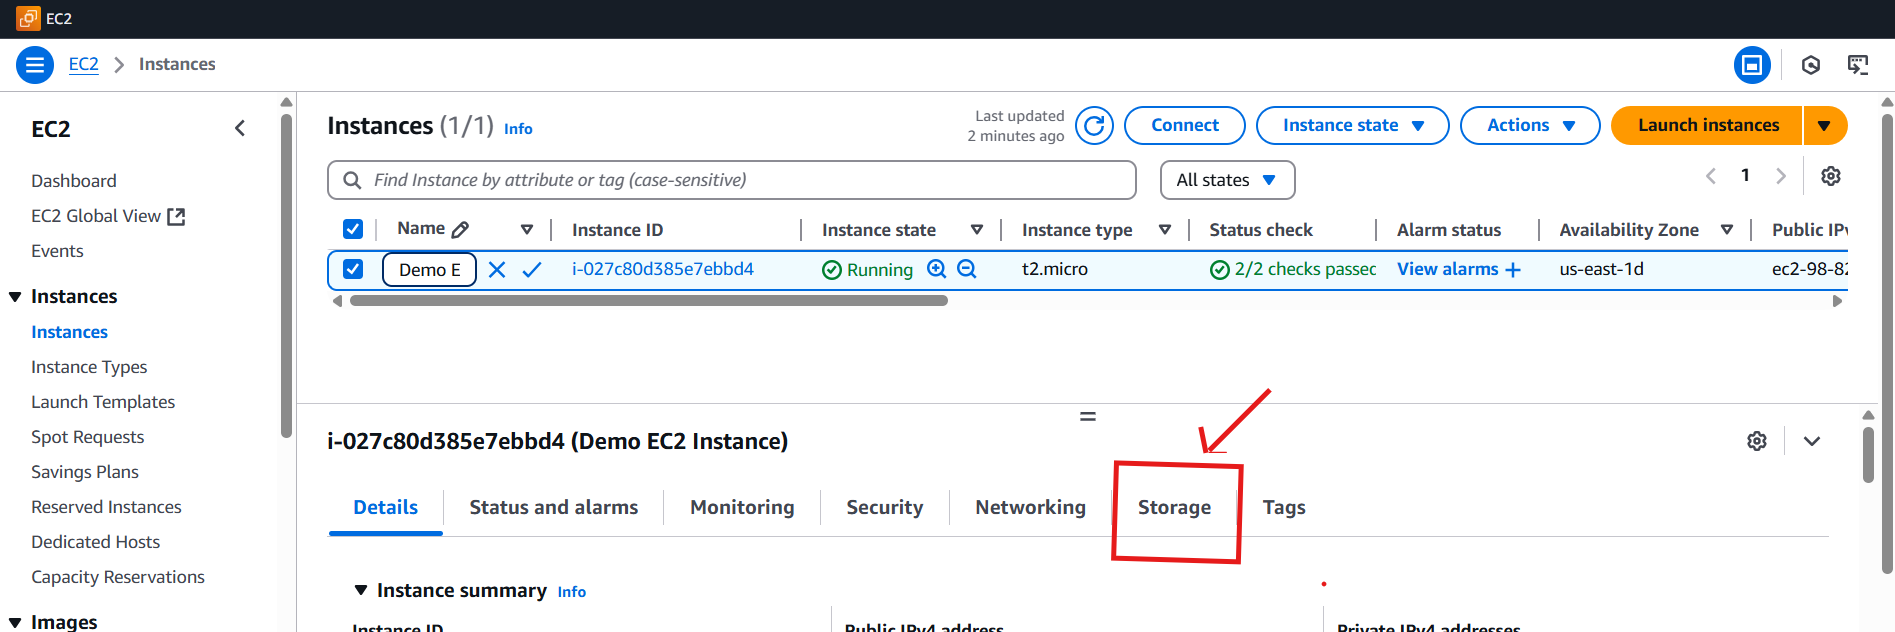 EC2
EC2 > Instances
EC2
Dashboard
EC2 Global View
Events
Instances
Instances
Instance Types
Launch Templates
Spot Requests
Savings Plans
Reserved Instances
Dedicated Hosts
Capacity Reservations
Images
Instances (1/1) Info
Last updated
2 minutes ago
Connect
Instance state
Actions
Launch instances
Find Instance by attribute or tag (case-sensitive)
All states
1
Name Instance ID Instance state Instance type Status check Alarm status Availability Zone Public IPv
Demo E i-027c80d385e7ebbd4 Running t2.micro 2/2 checks passec View alarms + us-east-1d ec2-98-82
i-027c80d385e7ebbd4 (Demo EC2 Instance)
Details Status and alarms Monitoring Security Networking Storage Tags
Instance summary Info
Instance ID Public IPv4 address Private IPv4 addresses